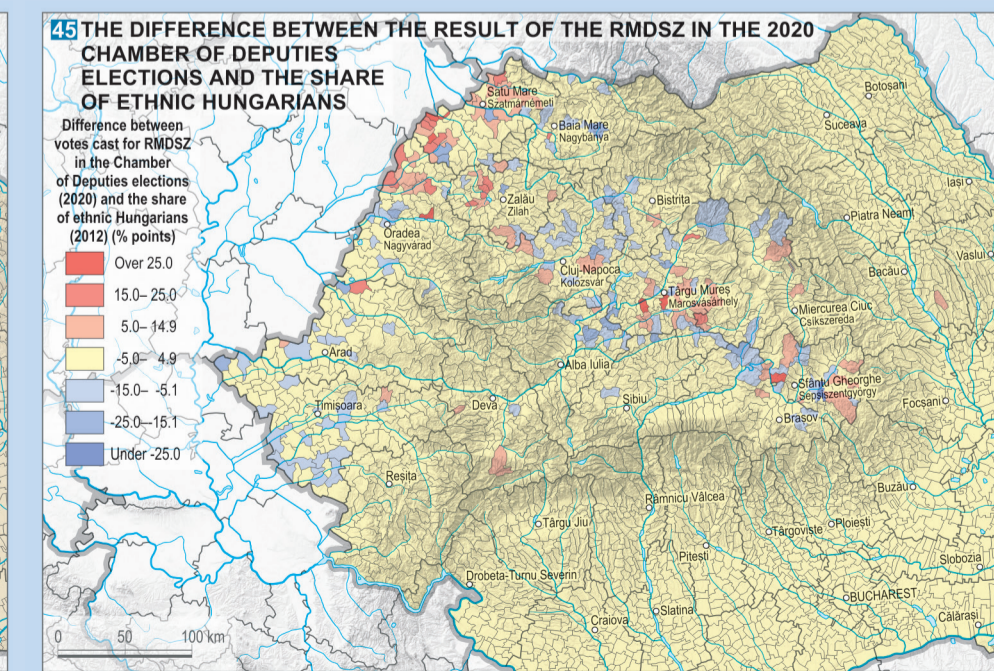 45 THE DIFFERENCE BETWEEN THE RESULT OF THE RMDSZ IN THE 2020
CHAMBER OF DEPUTIES
ELECTIONS AND THE SHARE
OF ETHNIC HUNGARIANS
Difference between
votes cast for RMDSZ
in the Chamber
of Deputies elections
(2020) and the share
of ethnic Hungarians
(2012) (% points)
Over 25.0
15.0– 25.0
5.0– 14.9
-5.0– 4.9
-15.0– -5.1
-25.0–-15.1
Under -25.0
0 50 100 km
Satu Mare
Szatmárnémeti
Baia Mare
Nagybánya
Botoșani
Suceava
Iași
Zalău
Zilah
Bistrița
Piatra Neamț
Vaslui
Oradea
Nagyvárad
Cluj-Napoca
Kolozsvár
Bacău
Târgu Mureș
Marosvásárhely
Miercurea Ciuc
Csíkszereda
Arad
Alba Iulia
Sfântu Gheorghe
Sepsiszentgyörgy
Timișoara
Deva
Sibiu
Focșani
Brașov
Reșița
Buzău
Râmnicu Vâlcea
Târgu Jiu
Târgoviște
Ploiești
Pitești
Slobozia
Drobeta-Turnu Severin
BUCHAREST
Slatina
Craiova
Călărași